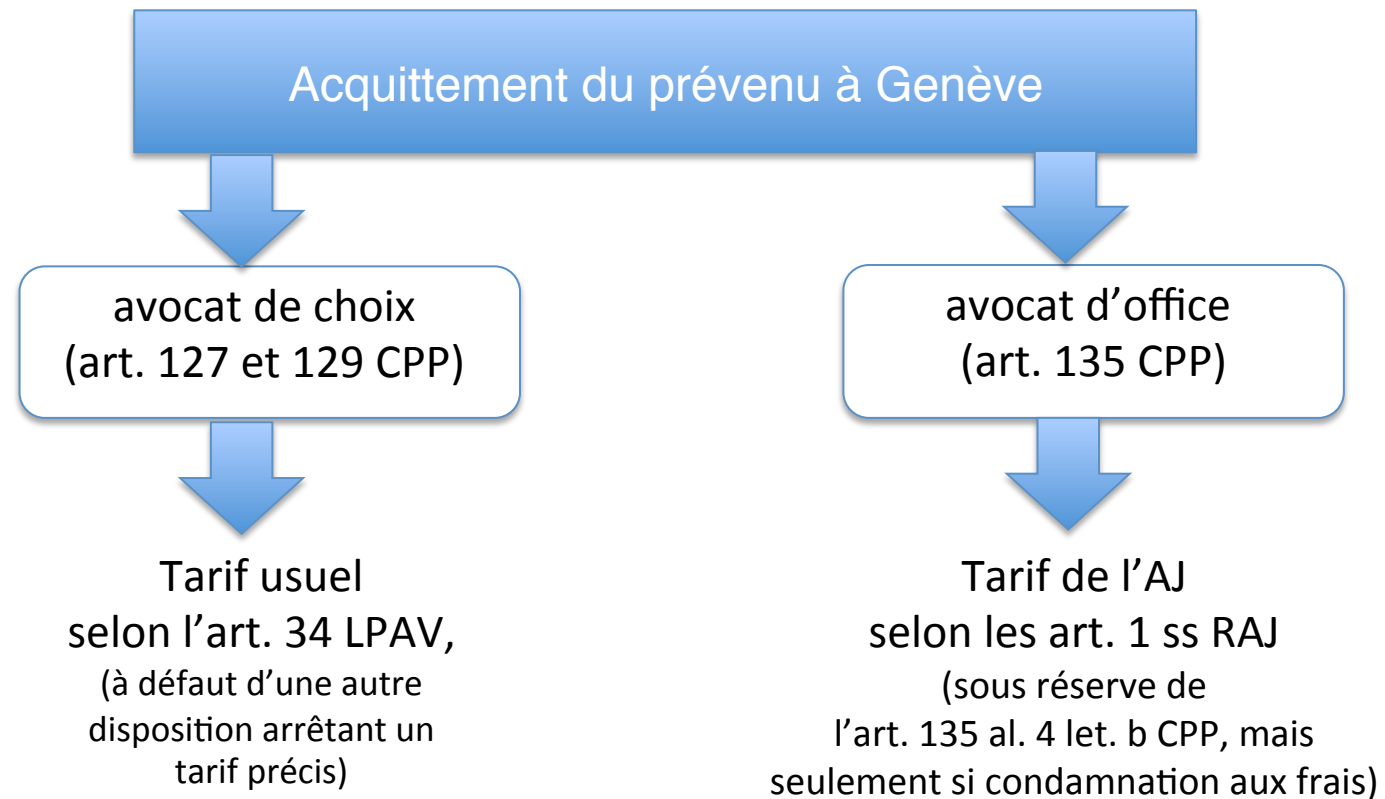 Acquittement du prévenu à Genève
avocat de choix
(art. 127 et 129 CPP)
Tarif usuel
selon l’art. 34 LPAV,
(à défaut d’une autre
disposition arrêtant un
tarif précis)
avocat d’office
(art. 135 CPP)
Tarif de l’AJ
selon les art. 1 ss RAJ
(sous réserve de
l’art. 135 al. 4 let. b CPP, mais
seulement si condamnation aux frais)